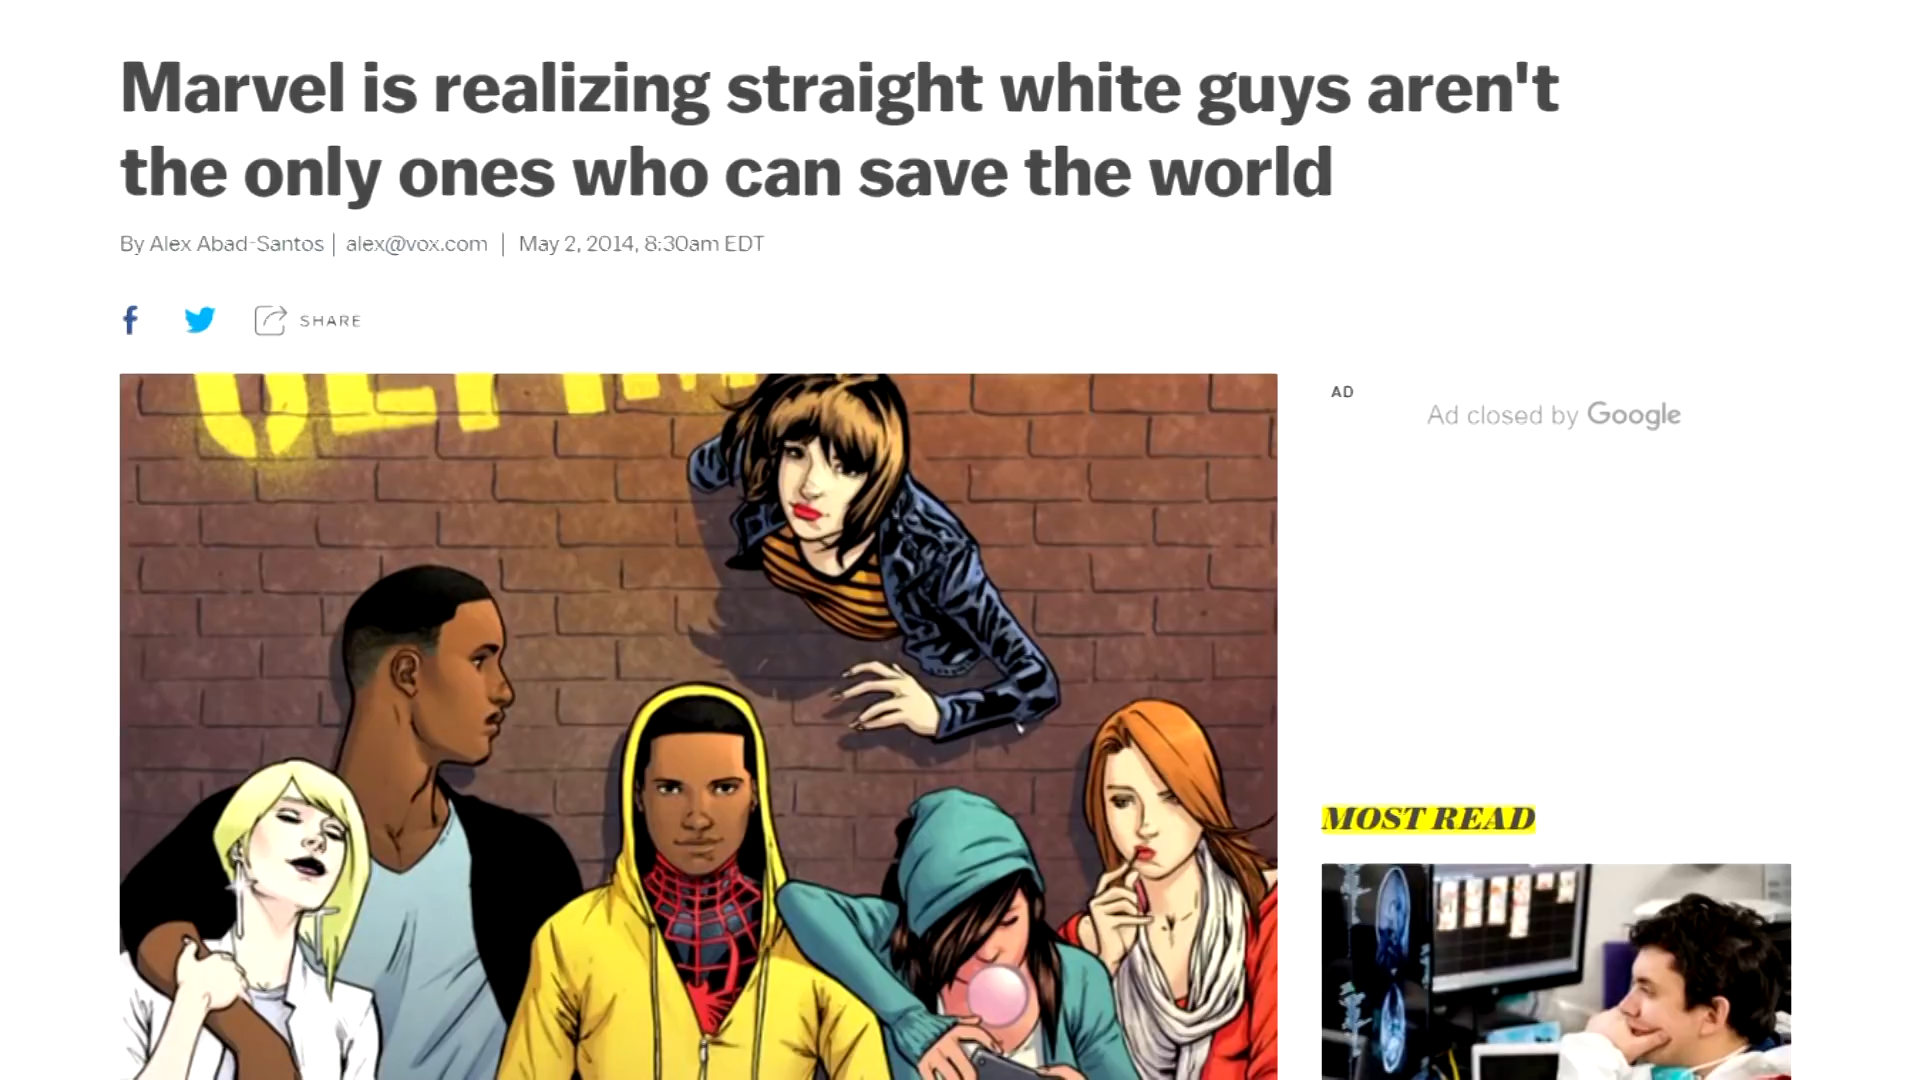 Marvel is realizing straight white guys aren't
the only ones who can save the world
By Alex Abad-Santos | alex@vox.com | May 2, 2014, 8:30am EDT
SHARE
AD
Ad closed by Google
MOST READ